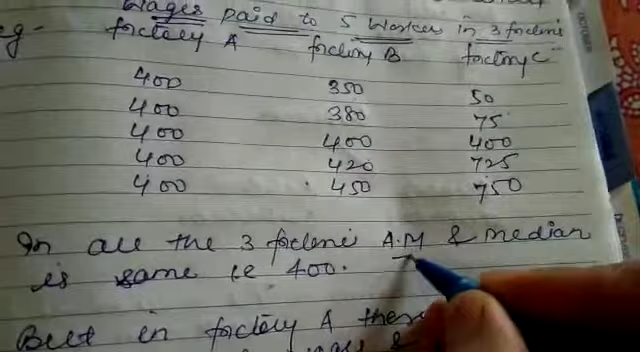 Wages paid to 5 workers in 3 factories
eg- factory A factory B factory C
400 350 50
400 380 75
400 400 400
400 420 725
400 450 750
In all the 3 factories A.M & median
is same i.e 400.
But in factory A there
OCTOBER